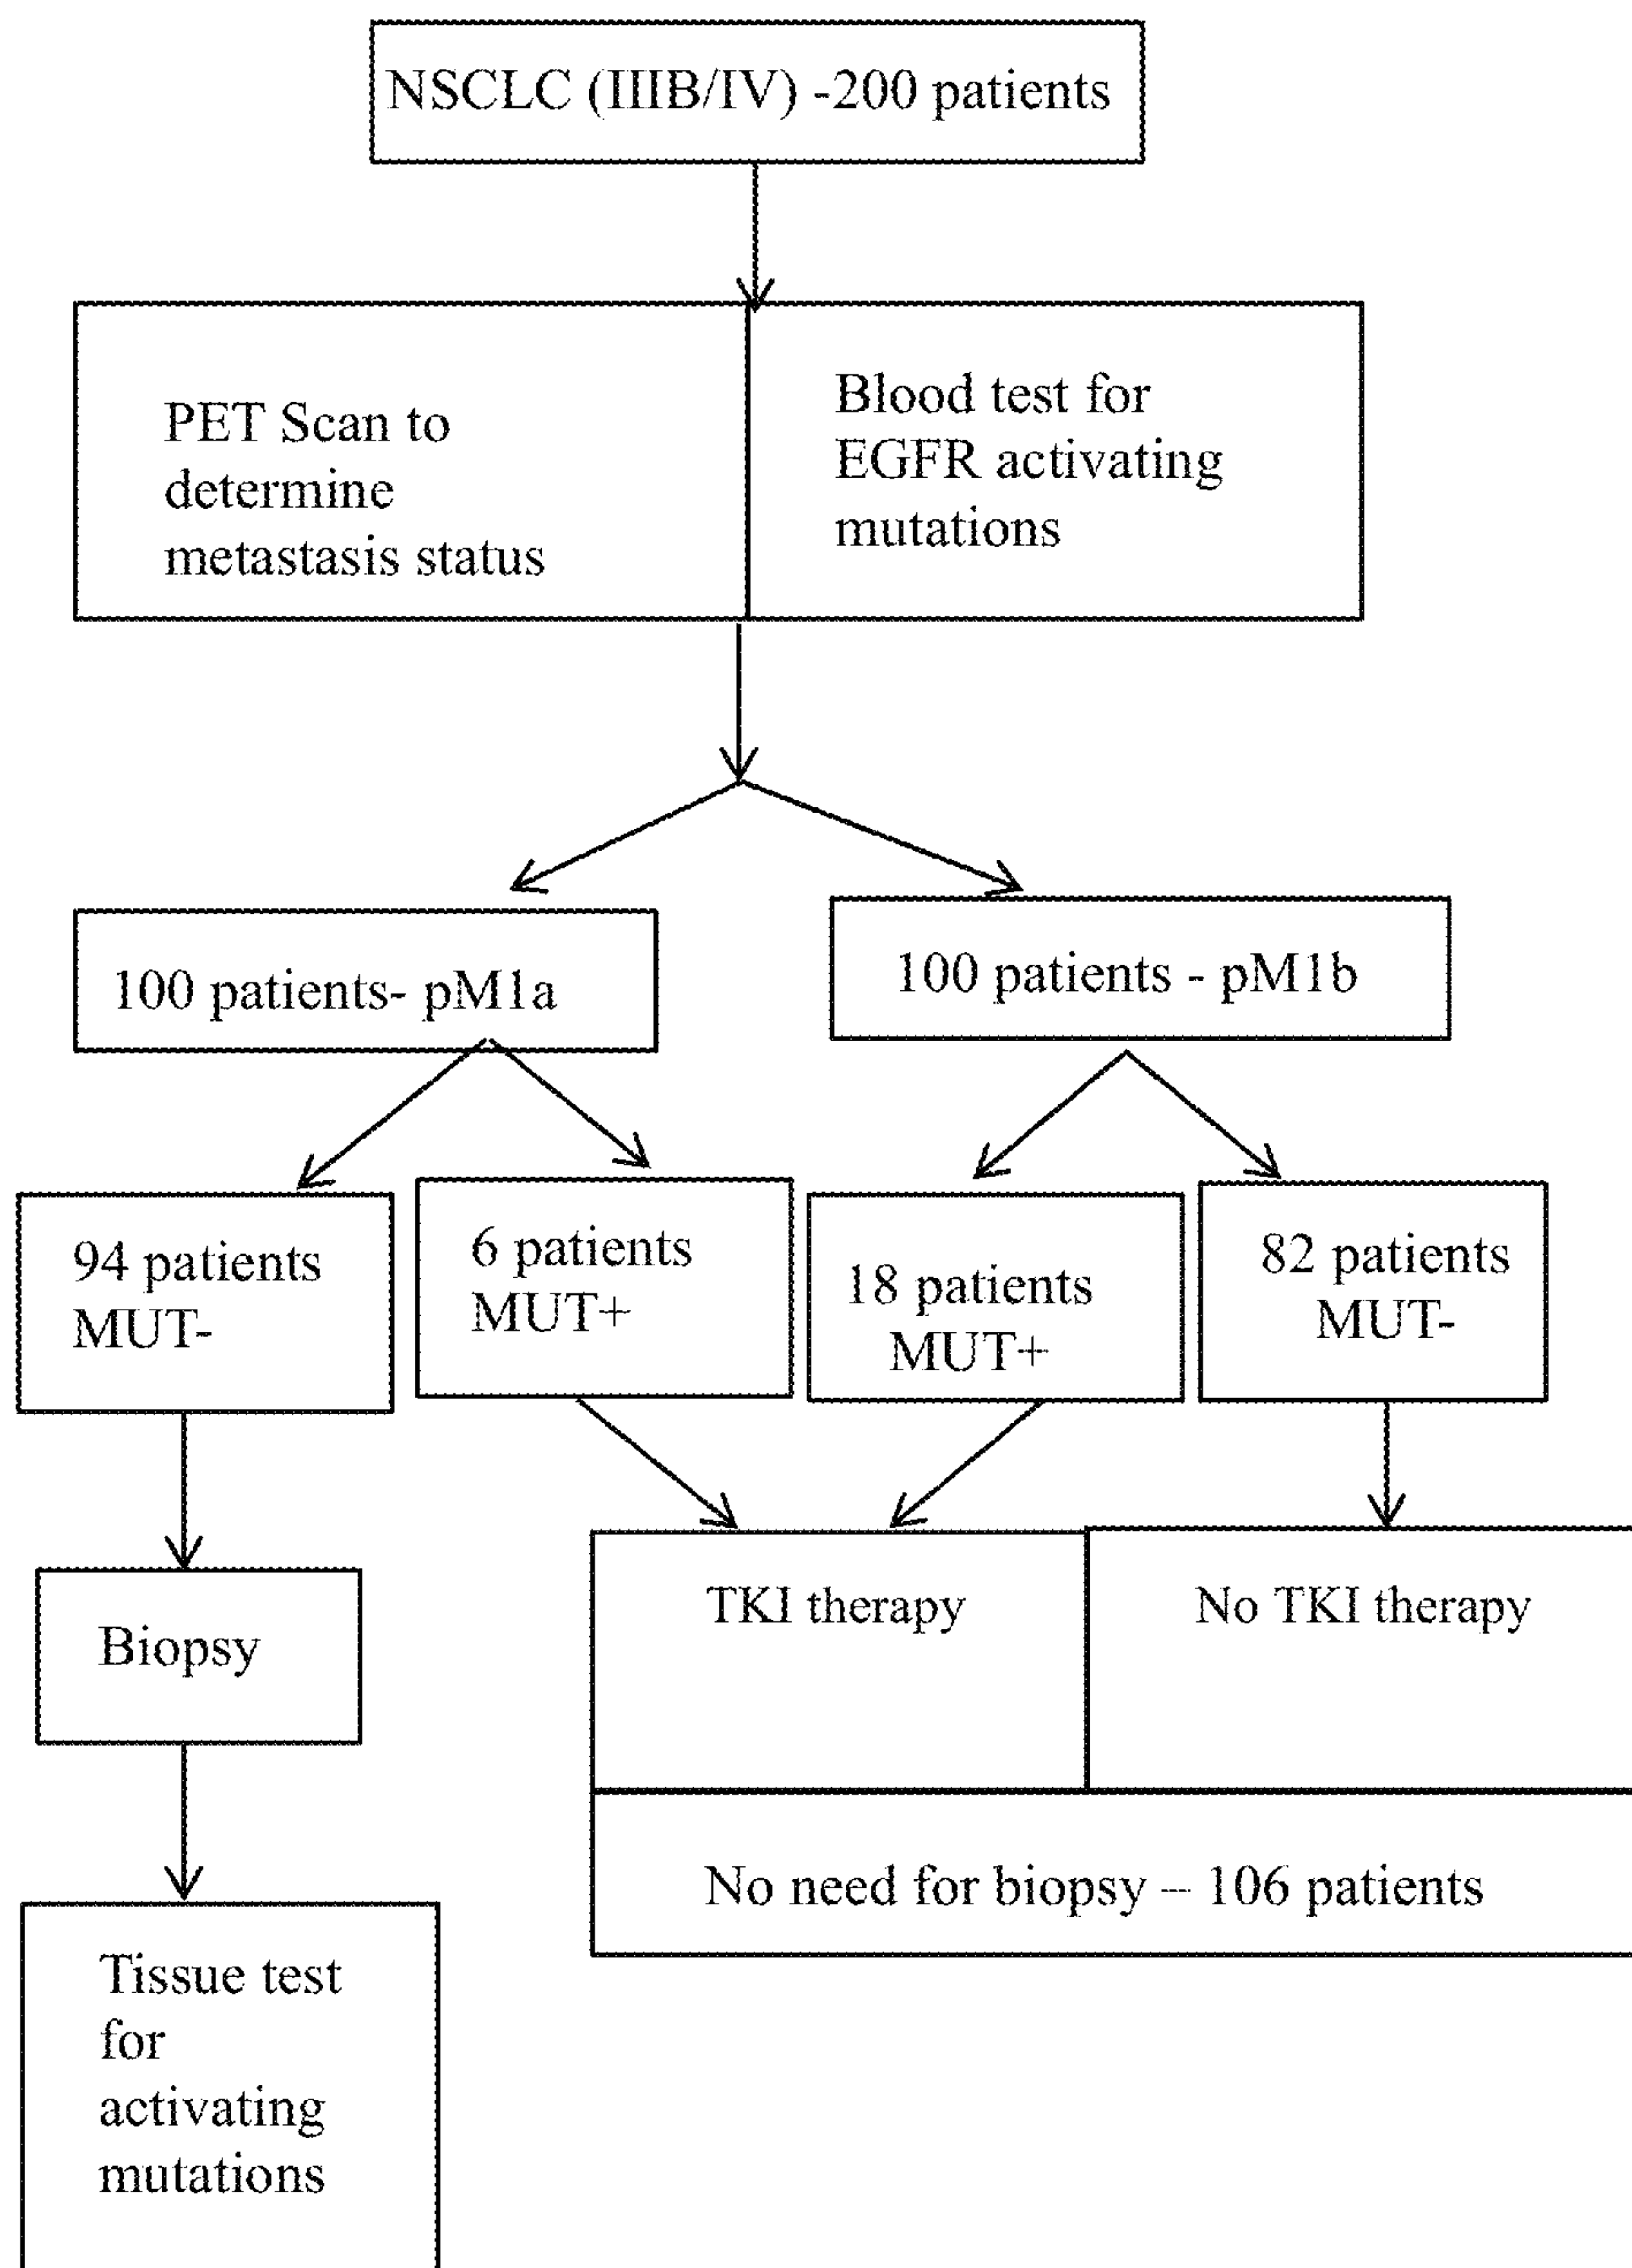 NSCLC (IIIB/IV) -200 patients
PET Scan to
determine
metastasis status
Blood test for
EGFR activating
mutations
100 patients- pM1a
100 patients - pM1b
94 patients
MUT-
6 patients
MUT+
18 patients
MUT+
82 patients
MUT-
Biopsy
TKI therapy
No TKI therapy
No need for biopsy – 106 patients
Tissue test
for
activating
mutations